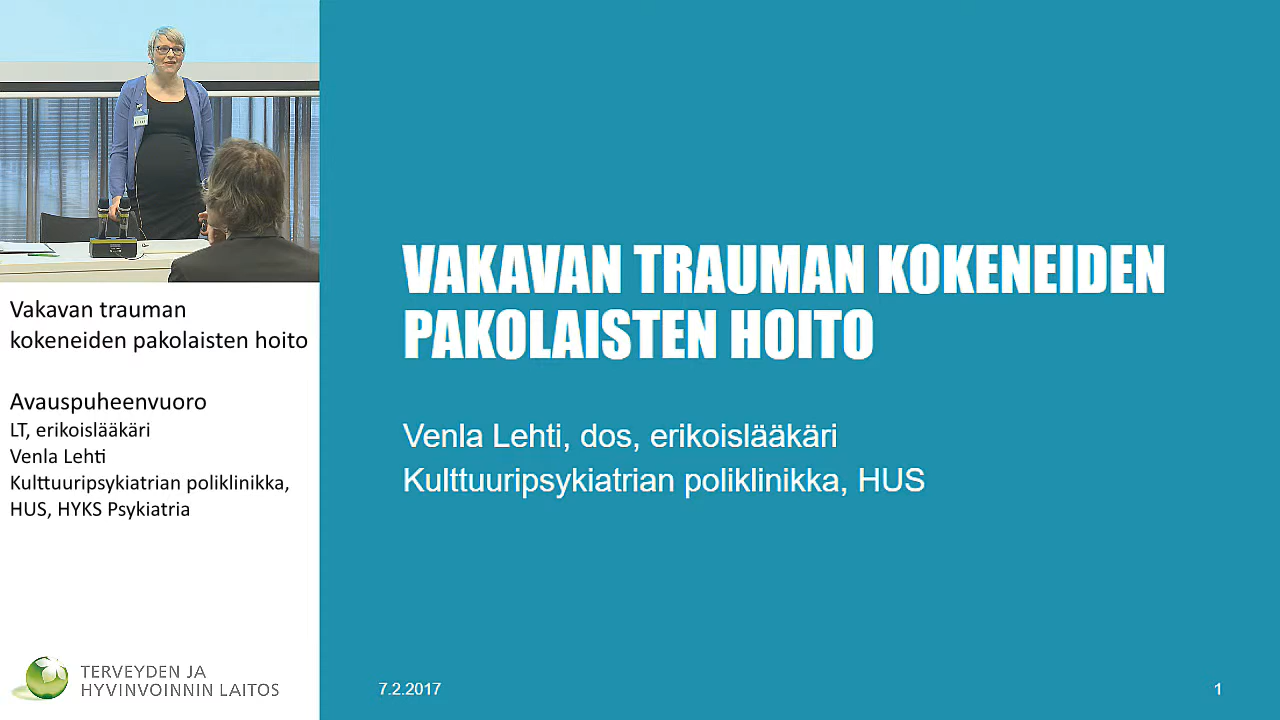 Vakavan trauman
kokeneiden pakolaisten hoito
Avauspuheenvuoro
LT, erikoislääkäri
Venla Lehti
Kulttuuripsykiatrian poliklinikka,
HUS, HYKS Psykiatria
TERVEYDEN JA
HYVINVOINNIN LAITOS
VAKAVAN TRAUMAN KOKENEIDEN
PAKOLAISTEN HOITO
Venla Lehti, dos, erikoislääkäri
Kulttuuripsykiatrian poliklinikka, HUS
7.2.2017
1